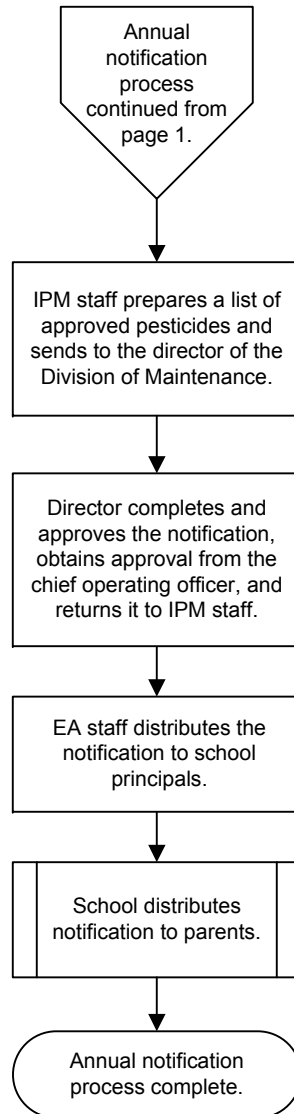 Annual
notification
process
continued from
page 1.
IPM staff prepares a list of
approved pesticides and
sends to the director of the
Division of Maintenance.
Director completes and
approves the notification,
obtains approval from the
chief operating officer, and
returns it to IPM staff.
EA staff distributes the
notification to school
principals.
School distributes
notification to parents.
Annual notification
process complete.